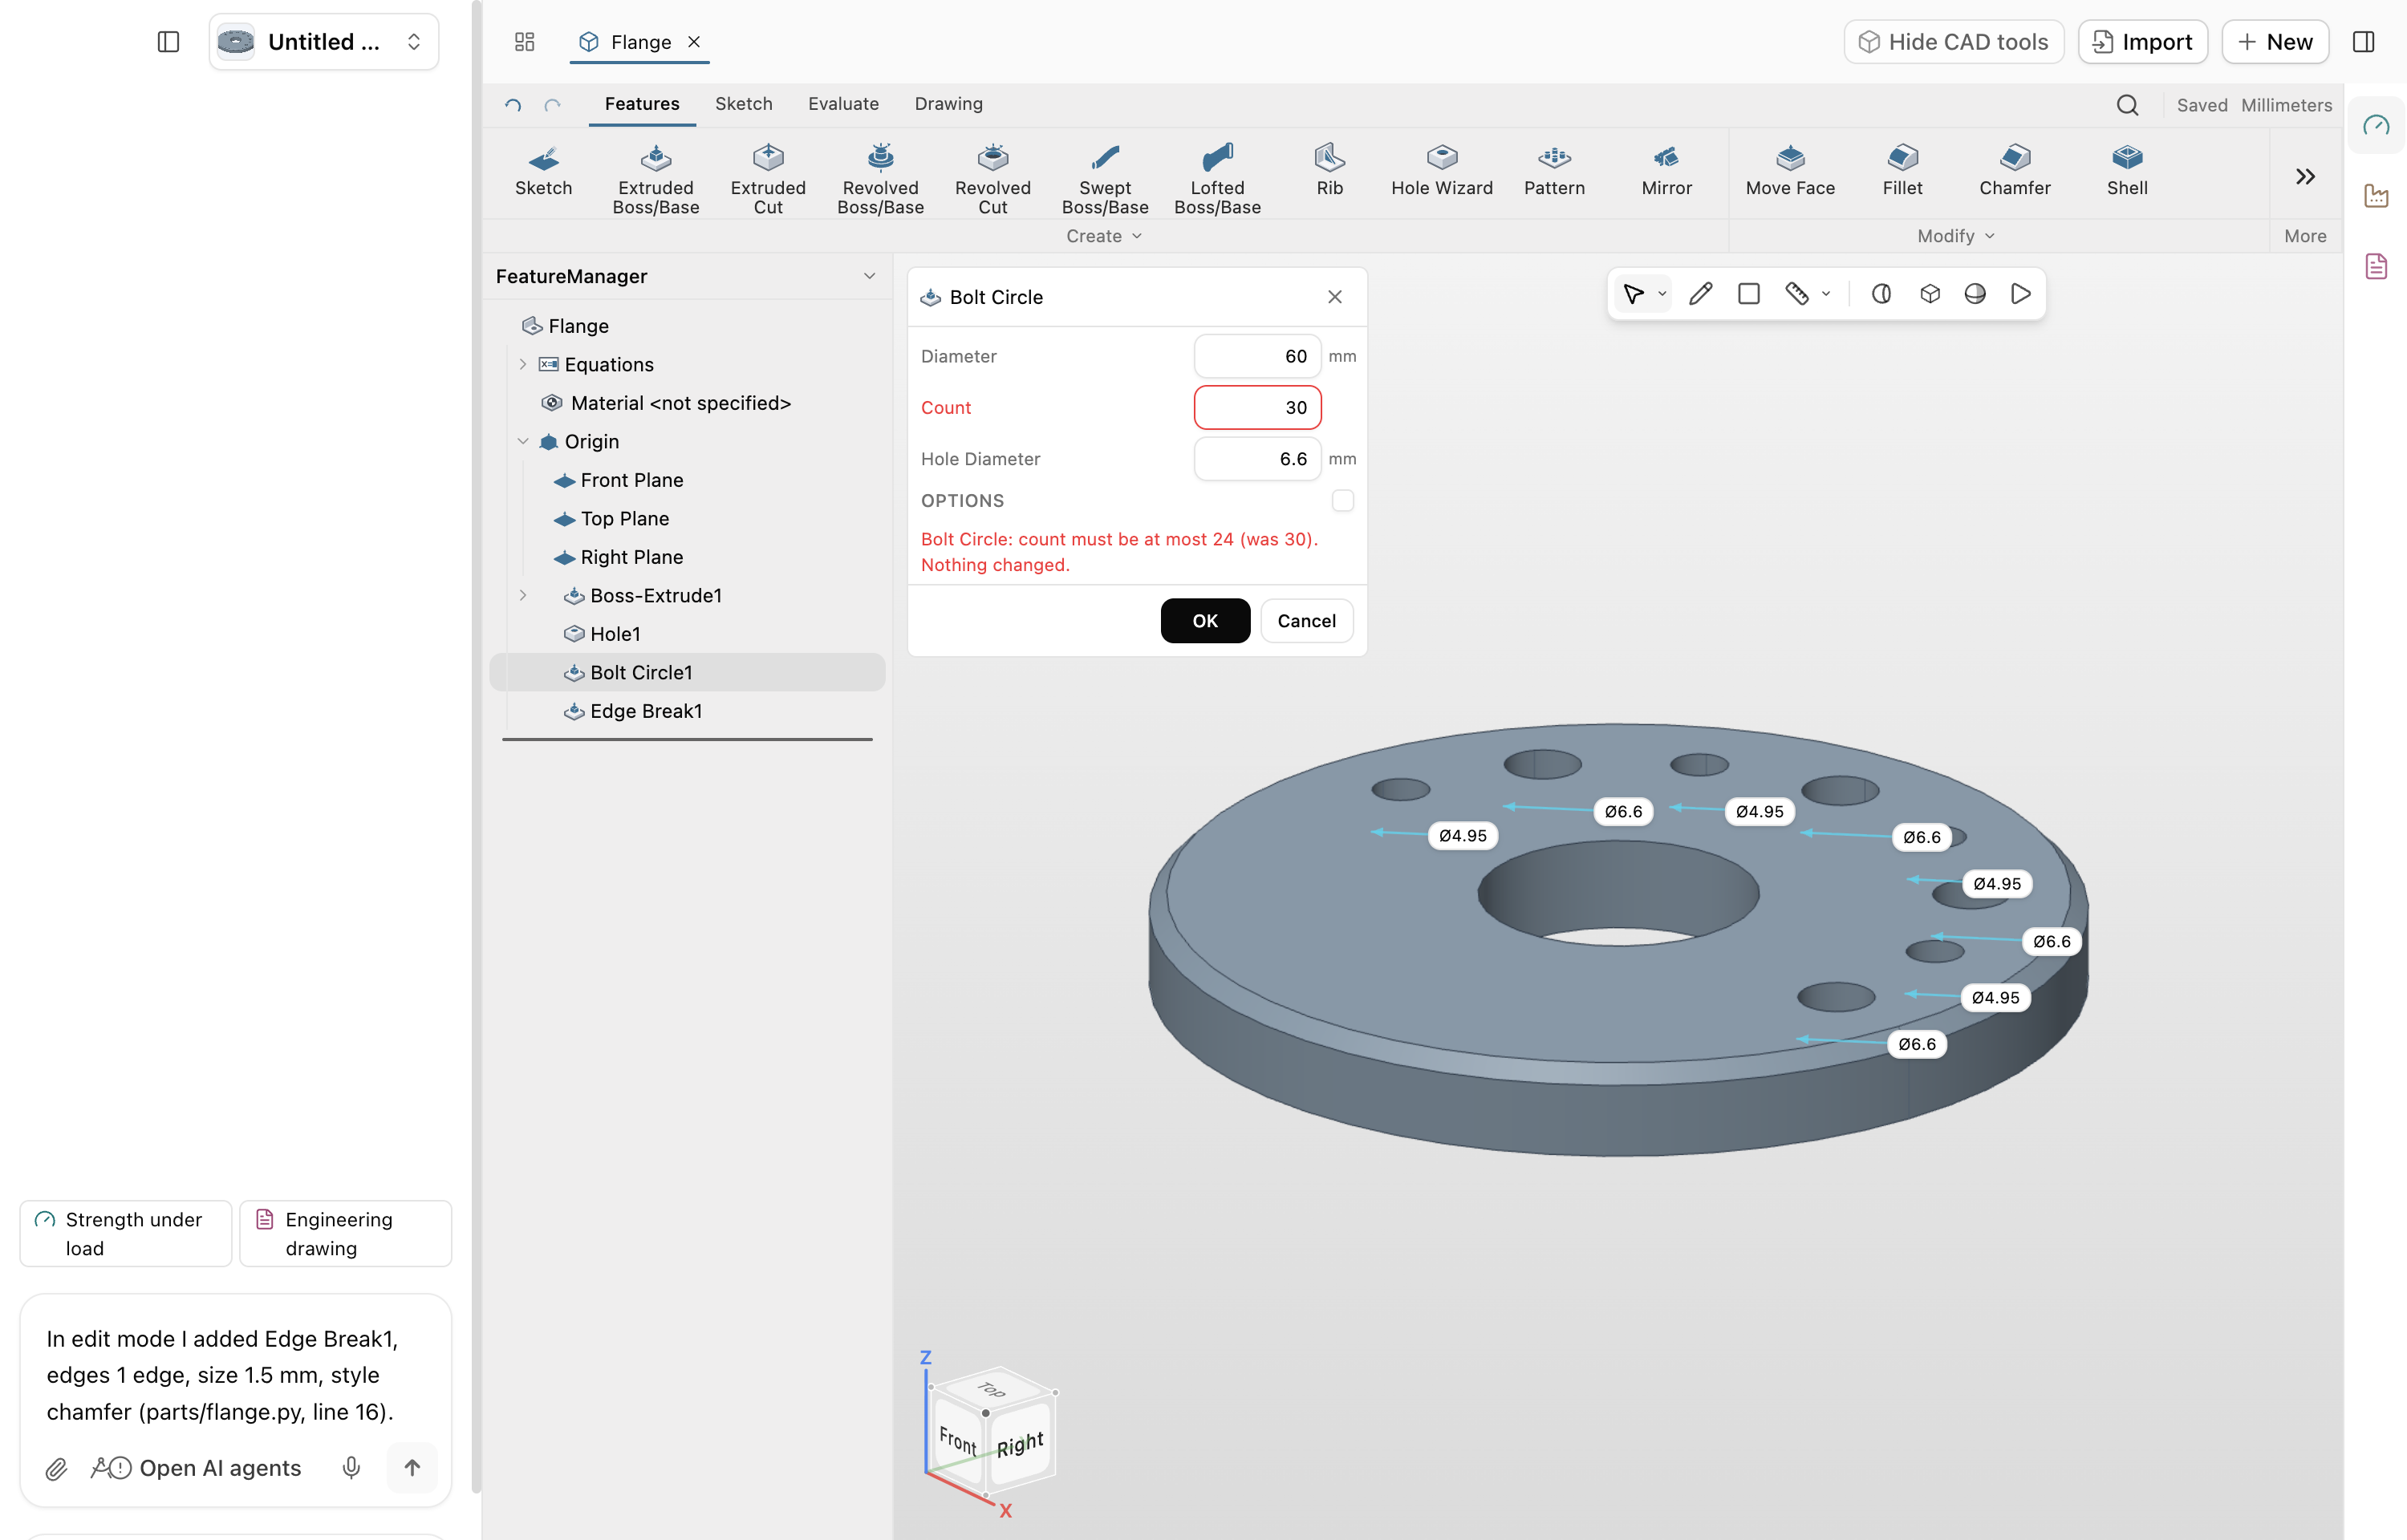 Untitled ...
Flange
Hide CAD tools
Import
New
Features
Sketch
Evaluate
Drawing
Saved
Millimeters
Sketch
Extruded
Boss/Base
Extruded
Cut
Revolved
Boss/Base
Revolved
Cut
Swept
Boss/Base
Lofted
Boss/Base
Rib
Hole Wizard
Pattern
Mirror
Move Face
Fillet
Chamfer
Shell
Create
Modify
More
FeatureManager
Flange
Equations
Material <not specified>
Origin
Front Plane
Top Plane
Right Plane
Boss-Extrude1
Hole1
Bolt Circle1
Edge Break1
Bolt Circle
Diameter
60
mm
Count
30
Hole Diameter
6.6
mm
OPTIONS
Bolt Circle: count must be at most 24 (was 30).
Nothing changed.
OK
Cancel
Ø6.6
Ø4.95
Ø4.95
Ø6.6
Ø4.95
Ø6.6
Ø4.95
Ø6.6
Z
Top
Front
Right
X
Strength under
load
Engineering
drawing
In edit mode I added Edge Break1,
edges 1 edge, size 1.5 mm, style
chamfer (parts/flange.py, line 16).
Open AI agents